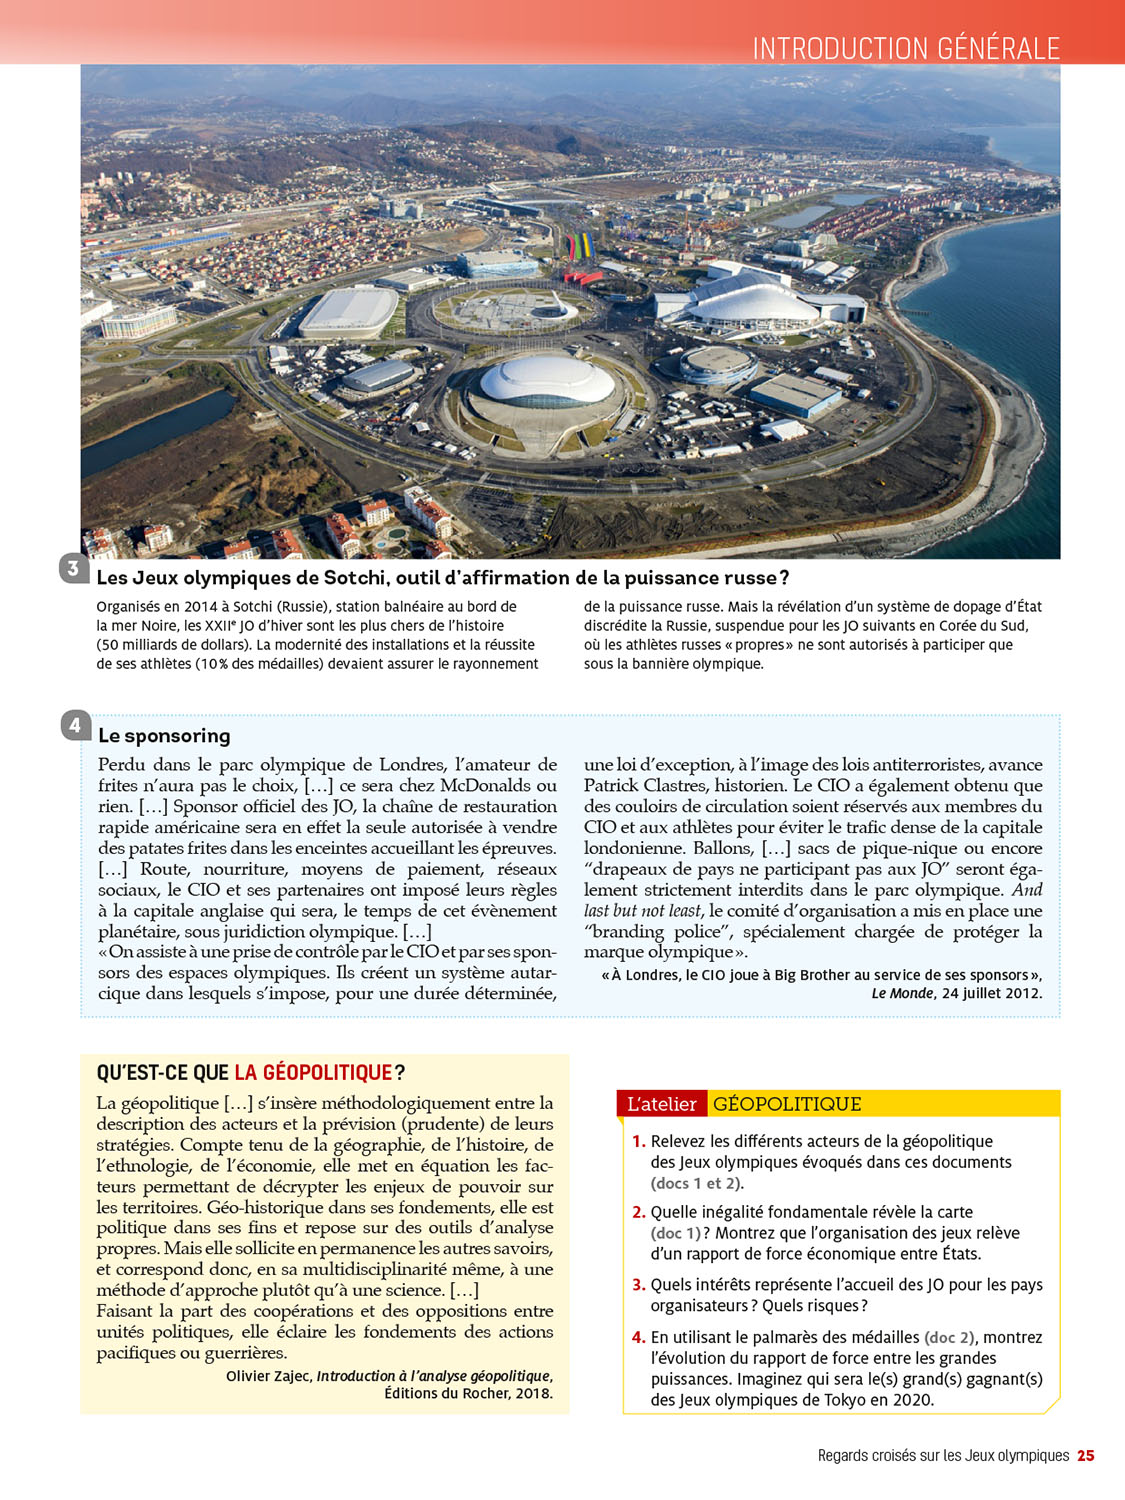 INTRODUCTION GÉNÉRALE
3
Les Jeux olympiques de Sotchi, outil d'affirmation de la puissance russe ?
Organisés en 2014 à Sotchi (Russie), station balnéaire au bord de
la mer Noire, les XXIIe JO d'hiver sont les plus chers de l'histoire
(50 milliards de dollars). La modernité des installations et la réussite
de ses athlètes (10 % des médailles) devaient assurer le rayonnement
de la puissance russe. Mais la révélation d'un système de dopage d'État
discrédite la Russie, suspendue pour les JO suivants en Corée du Sud,
où les athlètes russes « propres » ne sont autorisés à participer que
sous la bannière olympique.
4
Le sponsoring
Perdu dans le parc olympique de Londres, l'amateur de
frites n'aura pas le choix, […] ce sera chez McDonalds ou
rien. […] Sponsor officiel des JO, la chaîne de restauration
rapide américaine sera en effet la seule autorisée à vendre
des patates frites dans les enceintes accueillant les épreuves.
[…] Route, nourriture, moyens de paiement, réseaux
sociaux, le CIO et ses partenaires ont imposé leurs règles
à la capitale anglaise qui sera, le temps de cet évènement
planétaire, sous juridiction olympique. […]
« On assiste à une prise de contrôle par le CIO et par ses spon-
sors des espaces olympiques. Ils créent un système autar-
cique dans lesquels s'impose, pour une durée déterminée,
une loi d'exception, à l'image des lois antiterroristes, avance
Patrick Clastres, historien. Le CIO a également obtenu que
des couloirs de circulation soient réservés aux membres du
CIO et aux athlètes pour éviter le trafic dense de la capitale
londonienne. Ballons, […] sacs de pique-nique ou encore
“drapeaux de pays ne participant pas aux JO” seront éga-
lement strictement interdits dans le parc olympique. And
last but not least, le comité d'organisation a mis en place une
“branding police”, spécialement chargée de protéger la
marque olympique ».
« À Londres, le CIO joue à Big Brother au service de ses sponsors »,
Le Monde, 24 juillet 2012.
QU'EST-CE QUE LA GÉOPOLITIQUE ?
La géopolitique […] s'insère méthodologiquement entre la
description des acteurs et la prévision (prudente) de leurs
stratégies. Compte tenu de la géographie, de l'histoire, de
l'ethnologie, de l'économie, elle met en équation les fac-
teurs permettant de décrypter les enjeux de pouvoir sur
les territoires. Géo-historique dans ses fondements, elle est
politique dans ses fins et repose sur des outils d'analyse
propres. Mais elle sollicite en permanence les autres savoirs,
et correspond donc, en sa multidisciplinarité même, à une
méthode d'approche plutôt qu'à une science. […]
Faisant la part des coopérations et des oppositions entre
unités politiques, elle éclaire les fondements des actions
pacifiques ou guerrières.
Olivier Zajec, Introduction à l'analyse géopolitique,
Éditions du Rocher, 2018.
L'atelier GÉOPOLITIQUE
1. Relevez les différents acteurs de la géopolitique
des Jeux olympiques évoqués dans ces documents
(docs 1 et 2).
2. Quelle inégalité fondamentale révèle la carte
(doc 1) ? Montrez que l'organisation des jeux relève
d'un rapport de force économique entre États.
3. Quels intérêts représente l'accueil des JO pour les pays
organisateurs ? Quels risques ?
4. En utilisant le palmarès des médailles (doc 2), montrez
l'évolution du rapport de force entre les grandes
puissances. Imaginez qui sera le(s) grand(s) gagnant(s)
des Jeux olympiques de Tokyo en 2020.
Regards croisés sur les Jeux olympiques 25